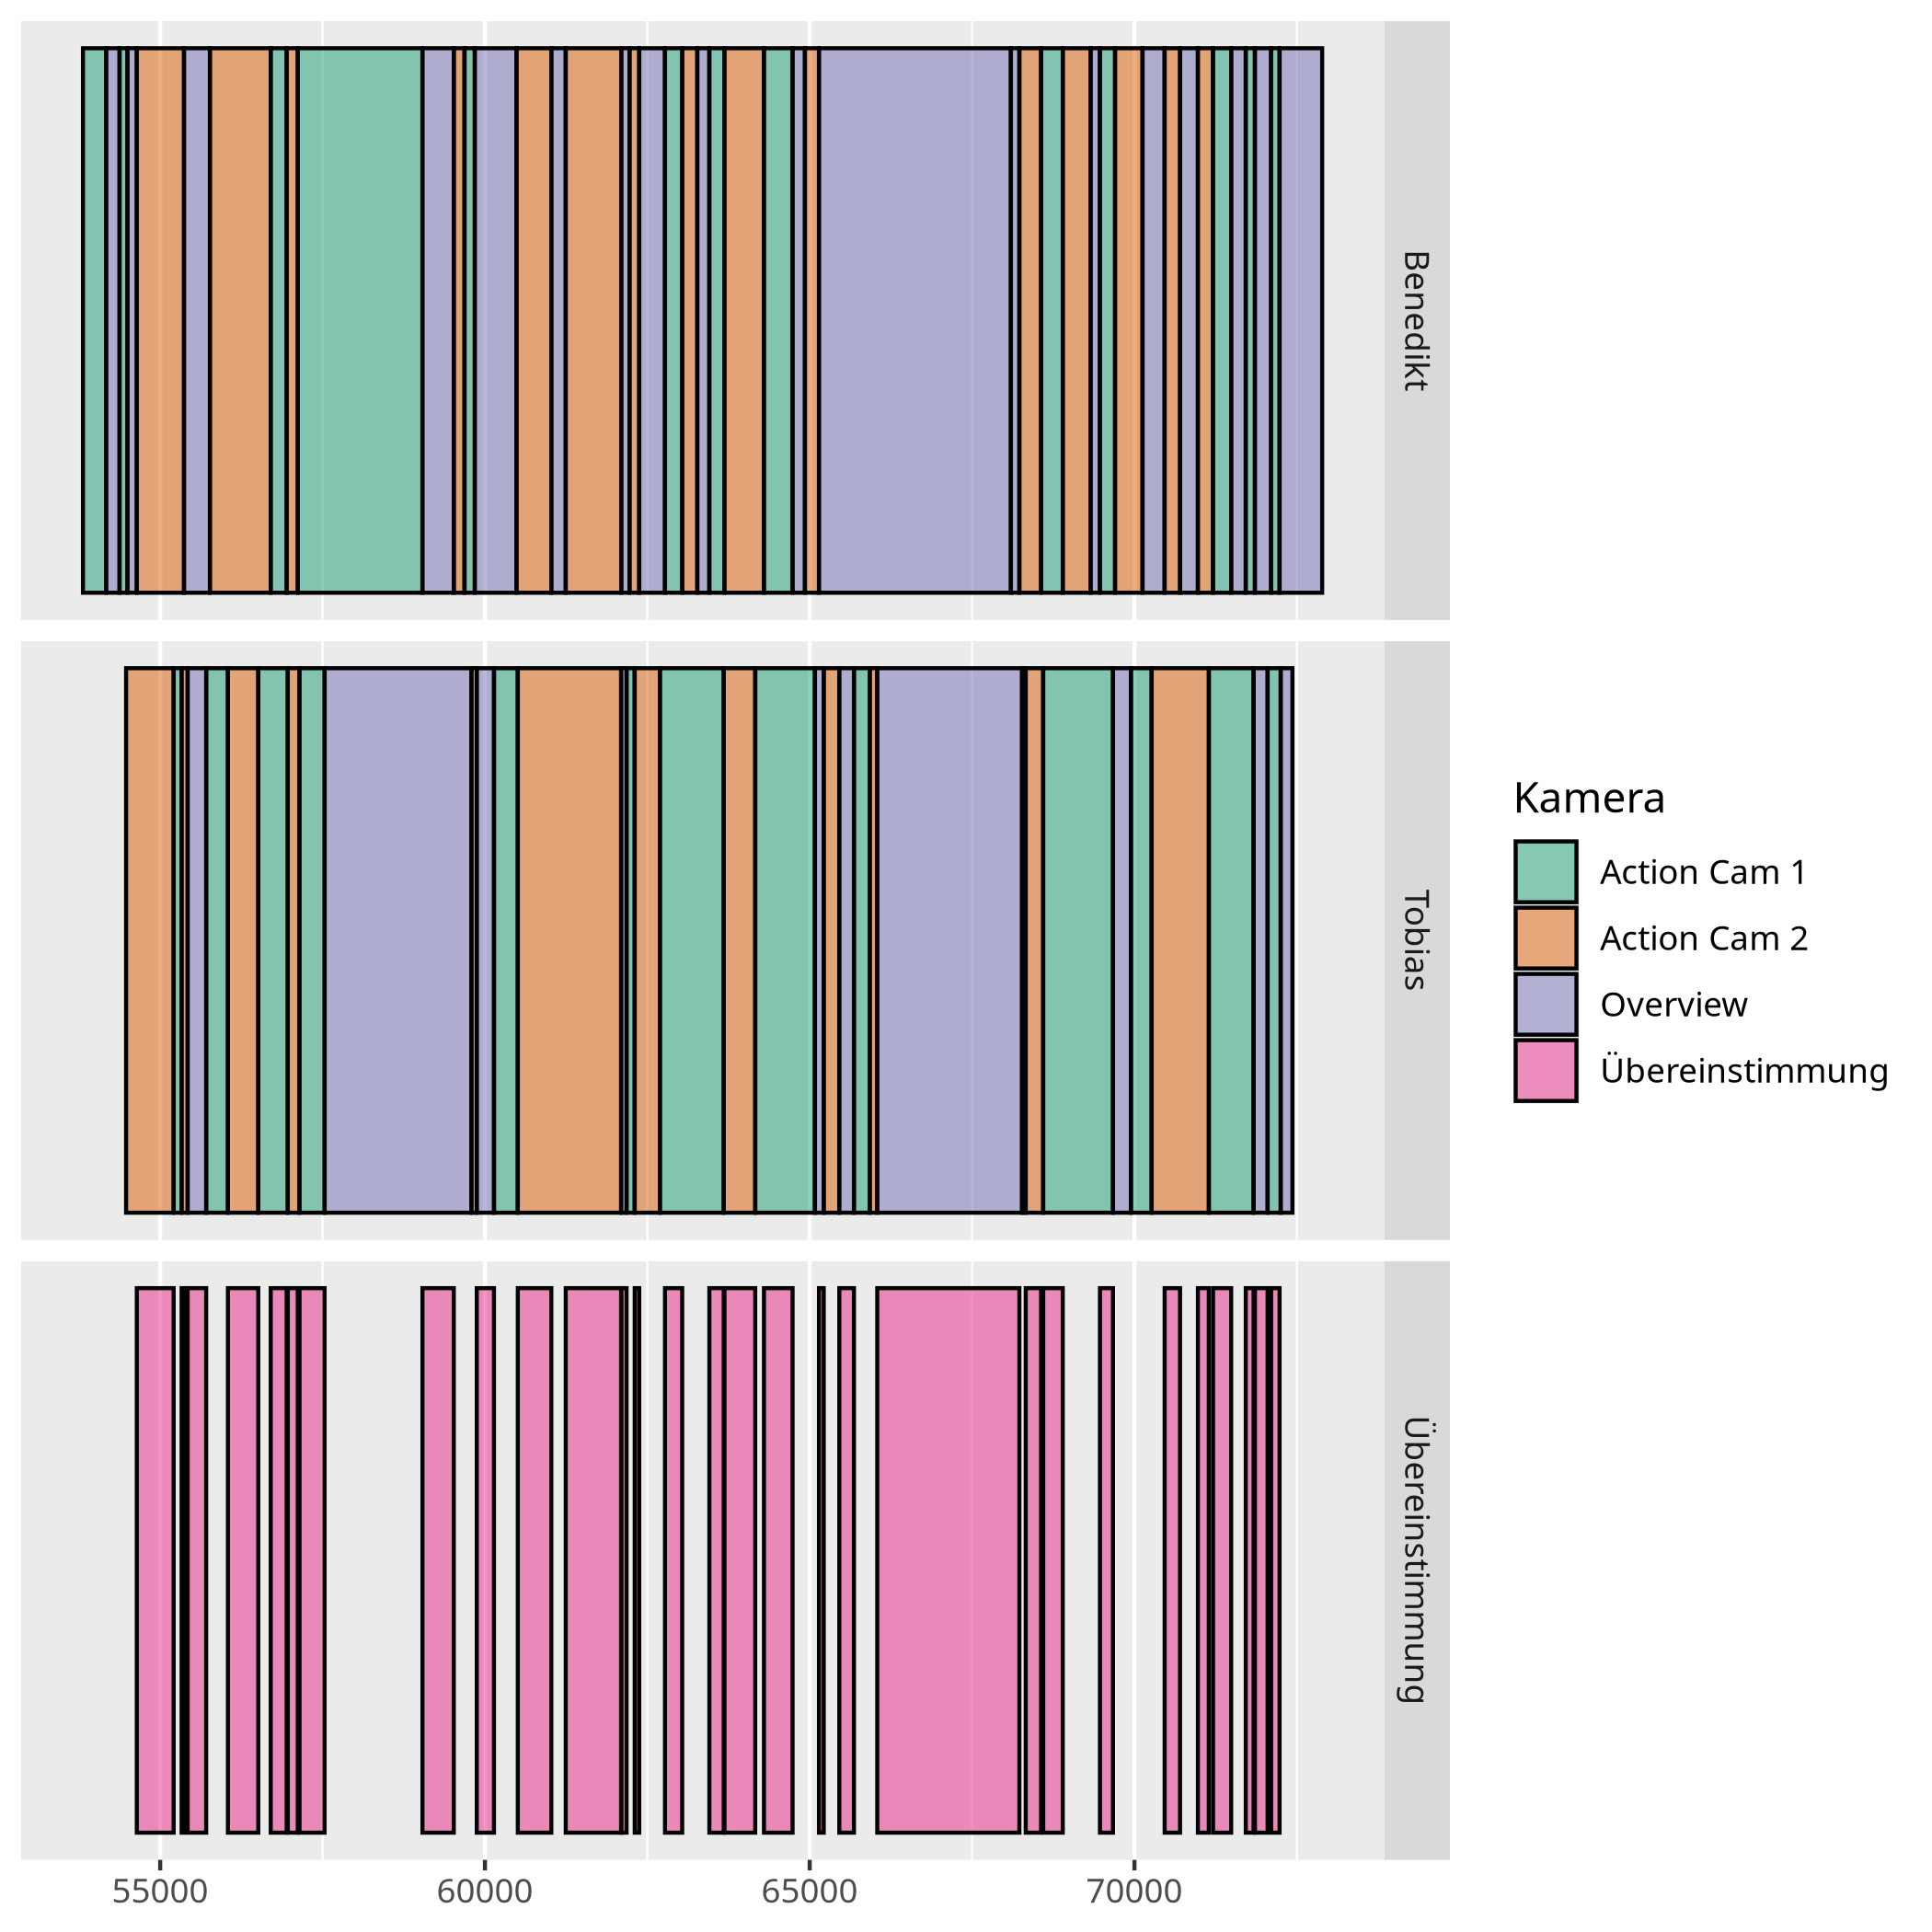 Benedikt
Tobias
Übereinstimmung
Kamera
Action Cam 1
Action Cam 2
Overview
Übereinstimmung
55000
60000
65000
70000